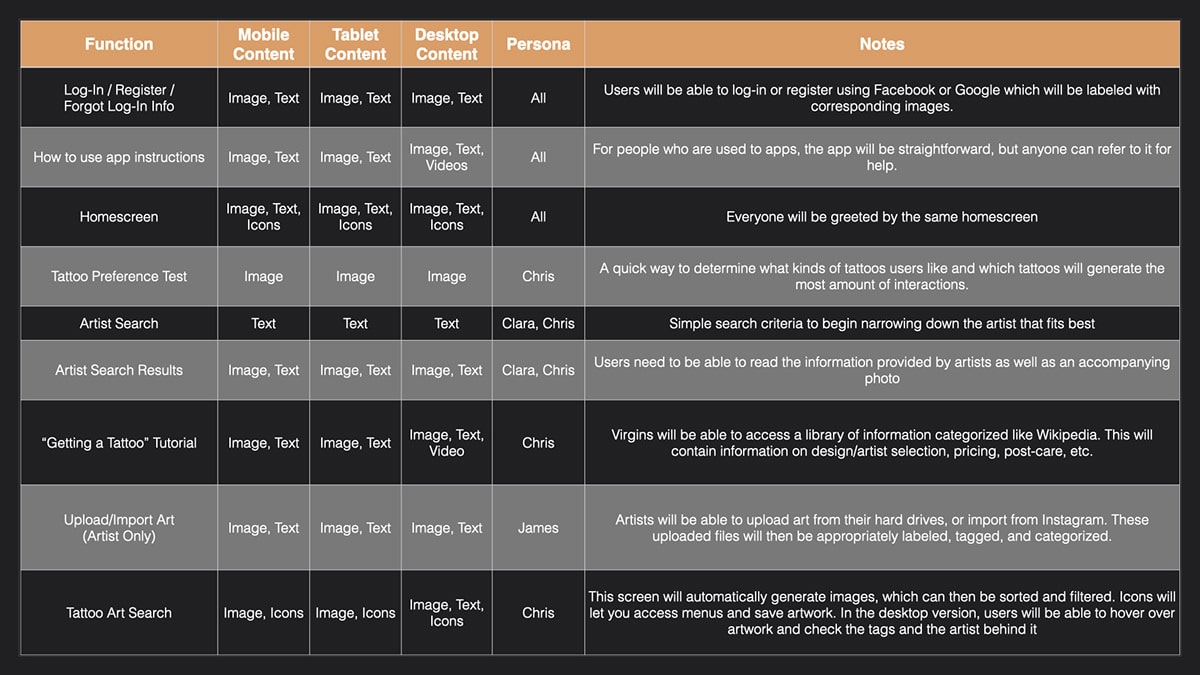 Function
Mobile
Content
Tablet
Content
Desktop
Content
Persona
Notes
Log-In / Register /
Forgot Log-In Info
Image, Text
Image, Text
Image, Text
All
Users will be able to log-in or register using Facebook or Google which will be labeled with
corresponding images.
How to use app instructions
Image, Text
Image, Text
Image, Text,
Videos
All
For people who are used to apps, the app will be straightforward, but anyone can refer to it for
help.
Homescreen
Image, Text,
Icons
Image, Text,
Icons
Image, Text,
Icons
All
Everyone will be greeted by the same homescreen
Tattoo Preference Test
Image
Image
Image
Chris
A quick way to determine what kinds of tattoos users like and which tattoos will generate the
most amount of interactions.
Artist Search
Text
Text
Text
Clara, Chris
Simple search criteria to begin narrowing down the artist that fits best
Artist Search Results
Image, Text
Image, Text
Image, Text
Clara, Chris
Users need to be able to read the information provided by artists as well as an accompanying
photo
"Getting a Tattoo" Tutorial
Image, Text
Image, Text
Image, Text,
Video
Chris
Virgins will be able to access a library of information categorized like Wikipedia. This will
contain information on design/artist selection, pricing, post-care, etc.
Upload/Import Art
(Artist Only)
Image, Text
Image, Text
Image, Text
James
Artists will be able to upload art from their hard drives, or import from Instagram. These
uploaded files will then be appropriately labeled, tagged, and categorized.
Tattoo Art Search
Image, Icons
Image, Icons
Image, Text,
Icons
Chris
This screen will automatically generate images, which can then be sorted and filtered. Icons will
let you access menus and save artwork. In the desktop version, users will be able to hover over
artwork and check the tags and the artist behind it